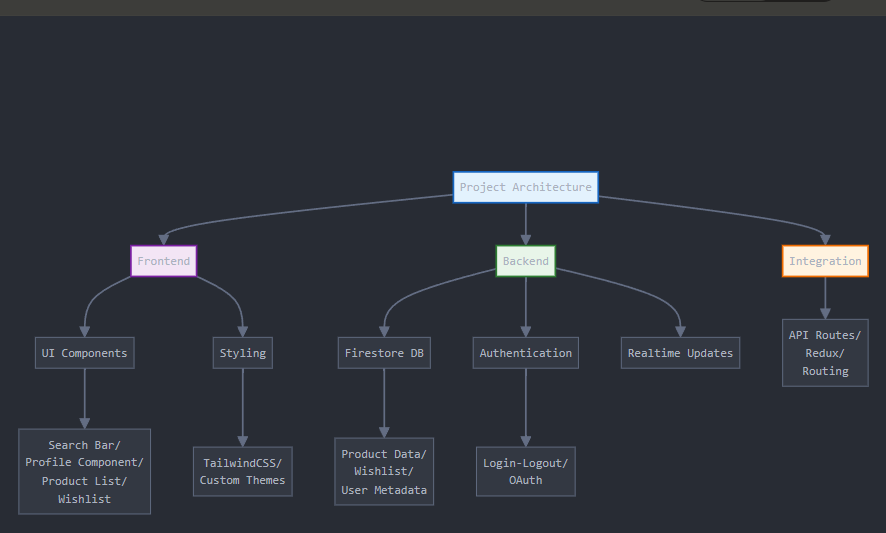 Project Architecture
Frontend
Backend
Integration
UI Components
Styling
Firestore DB
Authentication
Realtime Updates
API Routes/
Redux/
Routing
Search Bar/
Profile Component/
Product List/
Wishlist
TailwindCSS/
Custom Themes
Product Data/
Wishlist/
User Metadata
Login-Logout/
OAuth